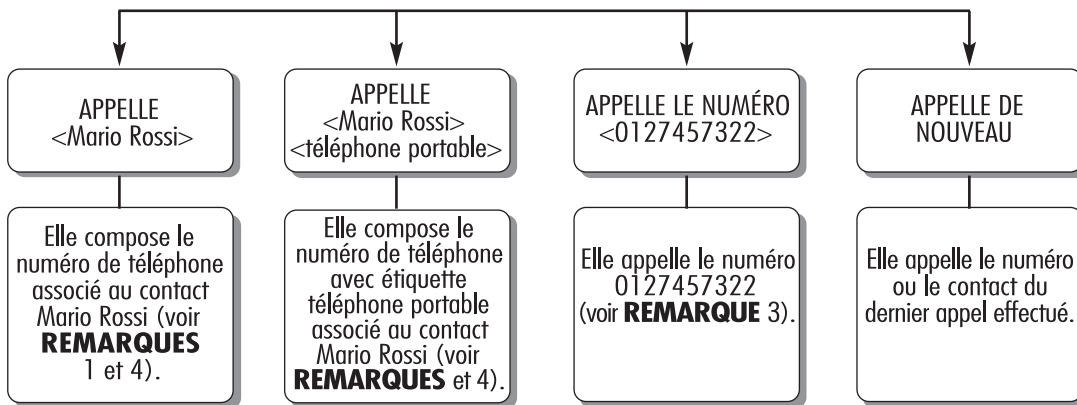 APPELLE
<Mario Rossi>
APPELLE
<Mario Rossi>
<téléphone portable>
APPELLE LE NUMÉRO
<0127457322>
APPELLE DE
NOUVEAU
Elle compose le
numéro de téléphone
associé au contact
Mario Rossi (voir
REMARQUES
1 et 4).
Elle compose le
numéro de téléphone
avec étiquette
téléphone portable
associé au contact
Mario Rossi (voir
REMARQUES et 4).
Elle appelle le numéro
0127457322
(voir REMARQUE 3).
Elle appelle le numéro
ou le contact du
dernier appel effectué.